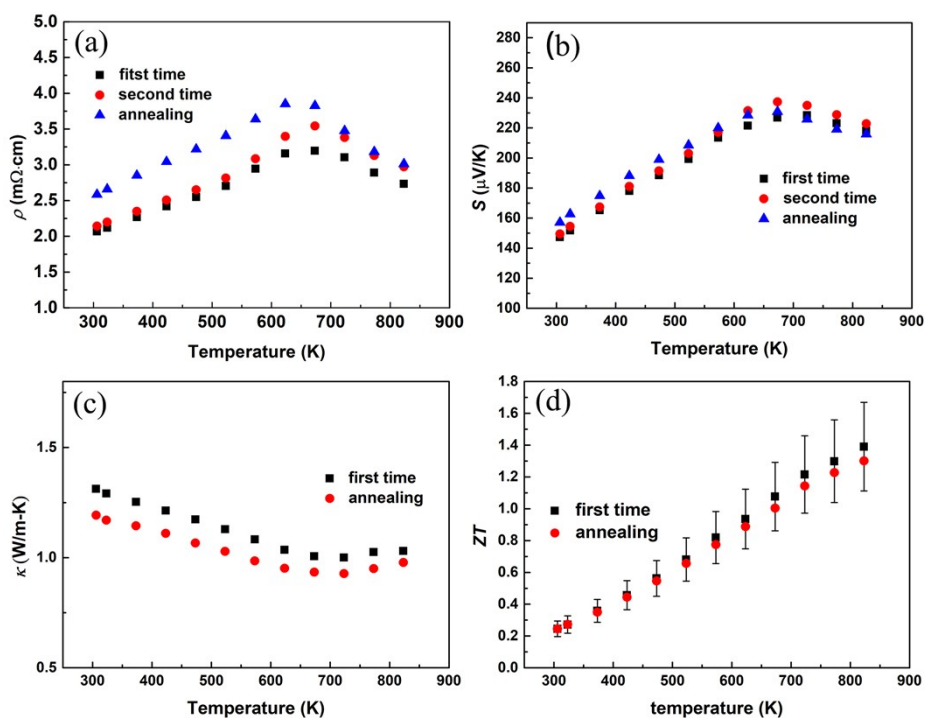 (a)
5.0
4.5
4.0
3.5
3.0
2.5
2.0
1.5
1.0
ρ (mΩ·cm)
fitst time
second time
annealing
300 400 500 600 700 800 900
Temperature (K)
(b)
280
260
240
220
200
180
160
140
120
100
S (μV/K)
first time
second time
annealing
300 400 500 600 700 800 900
Temperature (K)
(c)
1.5
1.0
0.5
κ (W/m-K)
first time
annealing
300 400 500 600 700 800 900
Temperature (K)
(d)
1.8
1.6
1.4
1.2
1.0
0.8
0.6
0.4
0.2
0.0
ZT
first time
annealing
300 400 500 600 700 800 900
temperature (K)